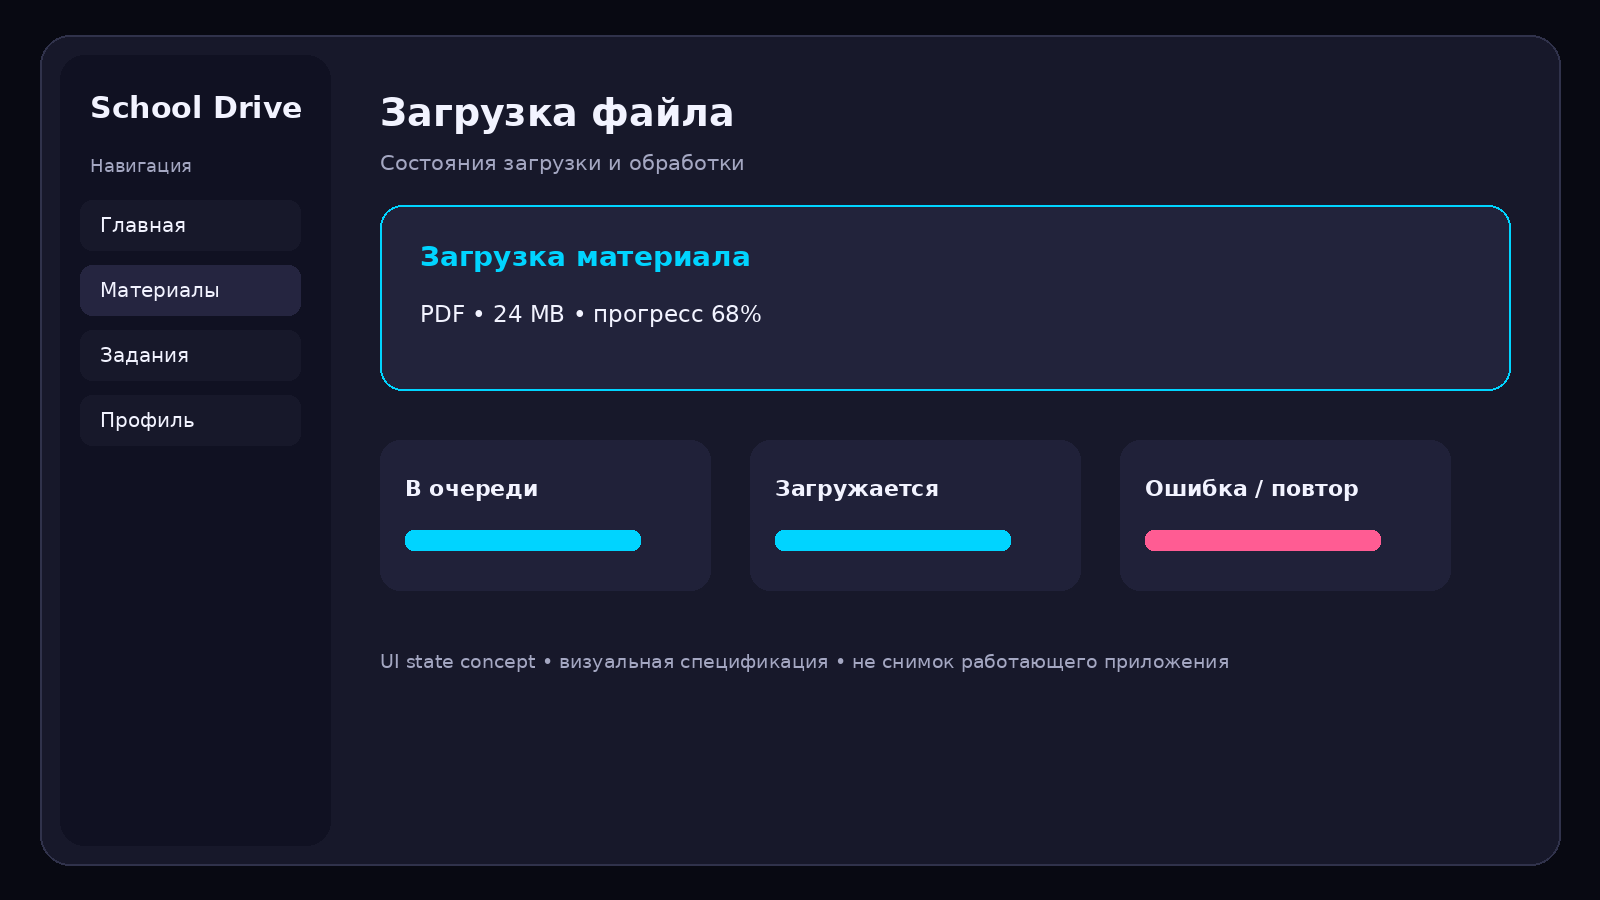 School Drive
Навигация
Главная
Материалы
Задания
Профиль
Загрузка файла
Состояния загрузки и обработки
Загрузка материала
PDF • 24 MB • прогресс 68%
В очереди
Загружается
Ошибка / повтор
UI state concept • визуальная спецификация • не снимок работающего приложения